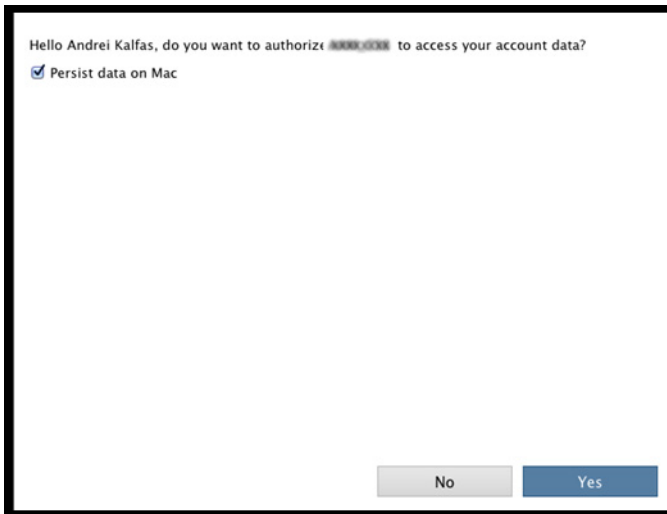 Hello Andrei Kalfas, do you want to authorize to access your account data?
Persist data on Mac
No
Yes